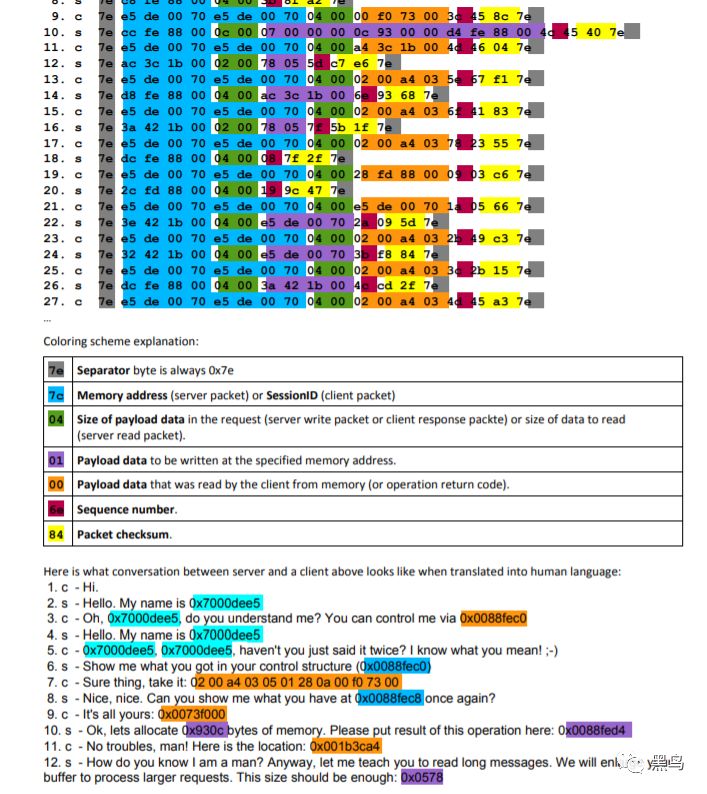 9. c 7e e5 de 00 70 e5 de 00 70 04 00 00 f0 73 00 3c 45 8c 7e
10. s 7e cc fe 88 00 0c 00 07 00 00 00 0c 93 00 00 d4 fe 88 00 4c 45 40 7e
11. c 7e e5 de 00 70 e5 de 00 70 04 00 a4 3c 1b 00 4d 46 04 7e
12. s 7e ac 3c 1b 00 02 00 78 05 5d c7 e6 7e
13. c 7e e5 de 00 70 e5 de 00 70 04 00 02 00 a4 03 5e 67 f1 7e
14. s 7e d8 fe 88 00 04 00 ac 3c 1b 00 6e 93 68 7e
15. c 7e e5 de 00 70 e5 de 00 70 04 00 02 00 a4 03 6f 41 83 7e
16. s 7e 3a 42 1b 00 02 00 78 05 7f 5b 1f 7e
17. c 7e e5 de 00 70 e5 de 00 70 04 00 02 00 a4 03 78 23 55 7e
18. s 7e dc fe 88 00 04 00 08 7f 2f 7e
19. c 7e e5 de 00 70 e5 de 00 70 04 00 28 fd 88 00 09 03 c6 7e
20. s 7e 2c fd 88 00 04 00 19 9c 47 7e
21. c 7e e5 de 00 70 e5 de 00 70 04 00 e5 de 00 70 1a 05 66 7e
22. s 7e 3e 42 1b 00 04 00 e5 de 00 70 2a 09 5d 7e
23. c 7e e5 de 00 70 e5 de 00 70 04 00 02 00 a4 03 2b 49 c3 7e
24. s 7e 32 42 1b 00 04 00 e5 de 00 70 3b f8 84 7e
25. c 7e e5 de 00 70 e5 de 00 70 04 00 02 00 a4 03 3c 2b 15 7e
26. s 7e dc fe 88 00 04 00 3a 42 1b 00 4c cd 2f 7e
27. c 7e e5 de 00 70 e5 de 00 70 04 00 02 00 a4 03 4d 45 a3 7e
...
Coloring scheme explanation:
7e Separator byte is always 0x7e
7c Memory address (server packet) or SessionID (client packet)
04 Size of payload data in the request (server write packet or client response packte) or size of data to read
(server read packet).
01 Payload data to be written at the specified memory address.
00 Payload data that was read by the client from memory (or operation return code).
6e Sequence number.
84 Packet checksum.
Here is what conversation between server and a client above looks like when translated into human language:
1. c - Hi.
2. s - Hello. My name is 0x7000dee5
3. c - Oh, 0x7000dee5, do you understand me? You can control me via 0x0088fec0
4. s - Hello. My name is 0x7000dee5
5. c - 0x7000dee5, 0x7000dee5, haven't you just said it twice? I know what you mean! ;-)
6. s - Show me what you got in your control structure (0x0088fec0)
7. c - Sure thing, take it: 02 00 a4 03 05 01 28 0a 00 f0 73 00
8. s - Nice, nice. Can you show me what you have at 0x0088fec8 once again?
9. c - It's all yours: 0x0073f000
10. s - Ok, lets allocate 0x930c bytes of memory. Please put result of this operation here: 0x0088fed4
11. c - No troubles, man! Here is the location: 0x001b3ca4
12. s - How do you know I am a man? Anyway, let me teach you to read long messages. We will
buffer to process larger requests. This size should be enough: 0x0578
黑鸟